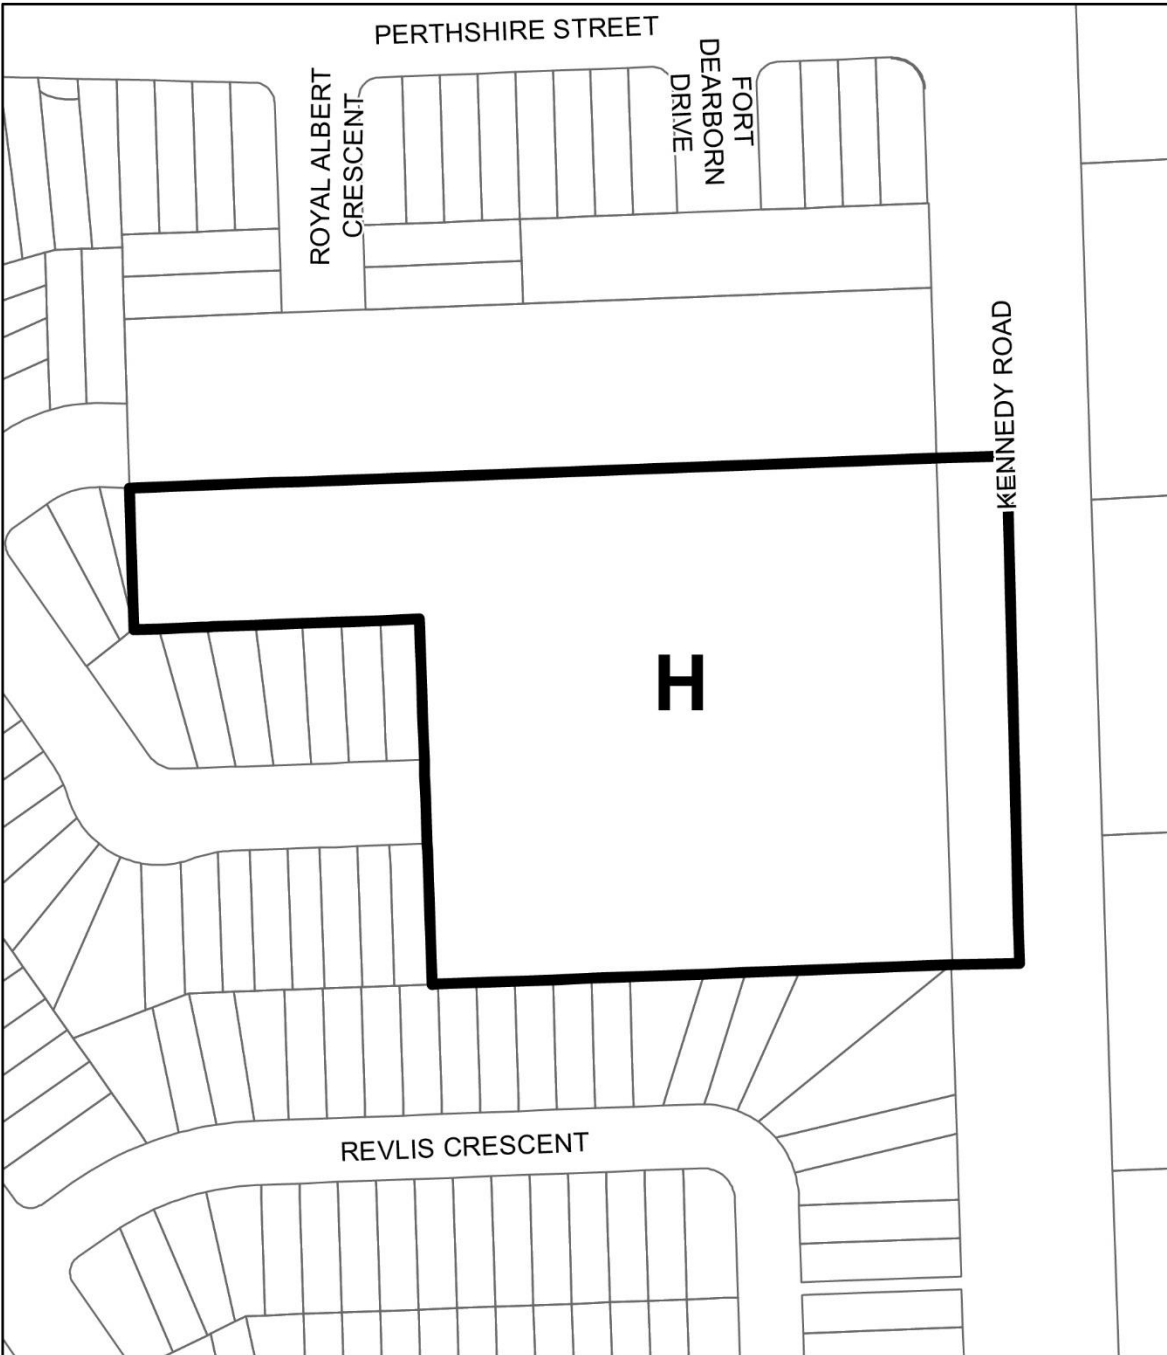 PERTHSHIRE STREET
ROYAL ALBERT
CRESCENT
FORT
DEARBORN
DRIVE
KENNEDY ROAD
H
REVLIS CRESCENT